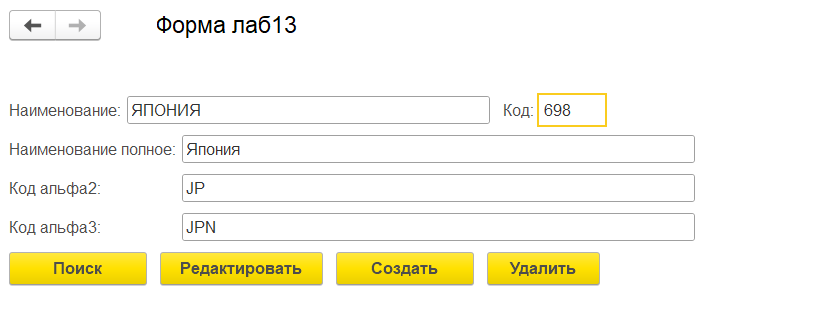 Форма лаб13
Наименование: ЯПОНИЯ Код: 698
Наименование полное: Япония
Код альфа2: JP
Код альфа3: JPN
Поиск Редактировать Создать Удалить